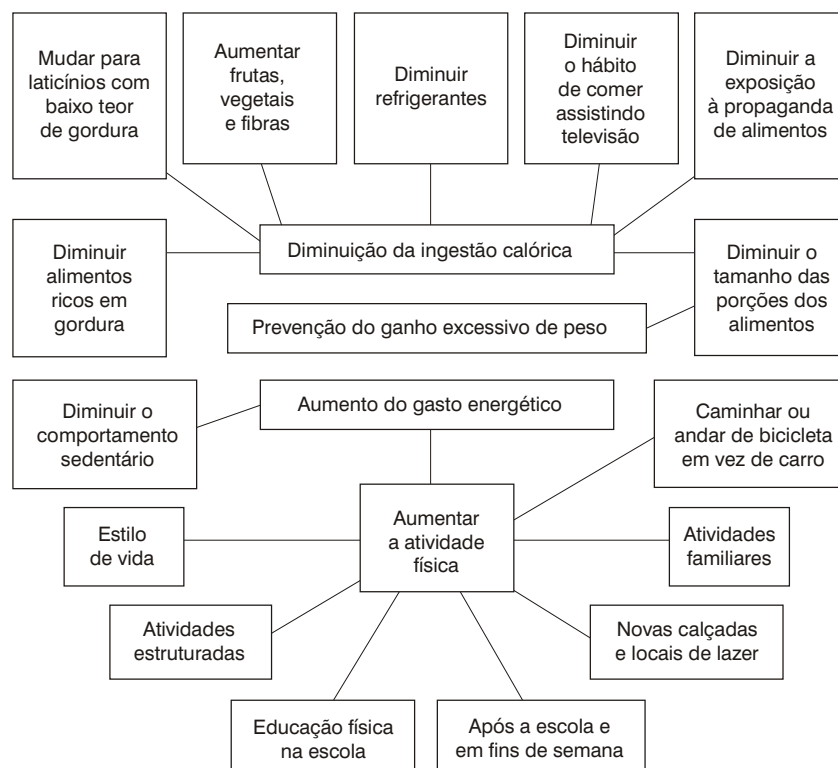 Mudar para
laticínios com
baixo teor
de gordura
Aumentar
frutas,
vegetais
e fibras
Diminuir
refrigerantes
Diminuir
o hábito
de comer
assistindo
televisão
Diminuir a
exposição
à propaganda
de alimentos
Diminuir
alimentos
ricos em
gordura
Diminuição da ingestão calórica
Diminuir o
tamanho das
porções dos
alimentos
Prevenção do ganho excessivo de peso
Diminuir o
comportamento
sedentário
Aumento do gasto energético
Caminhar ou
andar de bicicleta
em vez de carro
Estilo
de vida
Aumentar
a atividade
física
Atividades
familiares
Atividades
estruturadas
Novas calçadas
e locais de lazer
Educação física
na escola
Após a escola e
em fins de semana